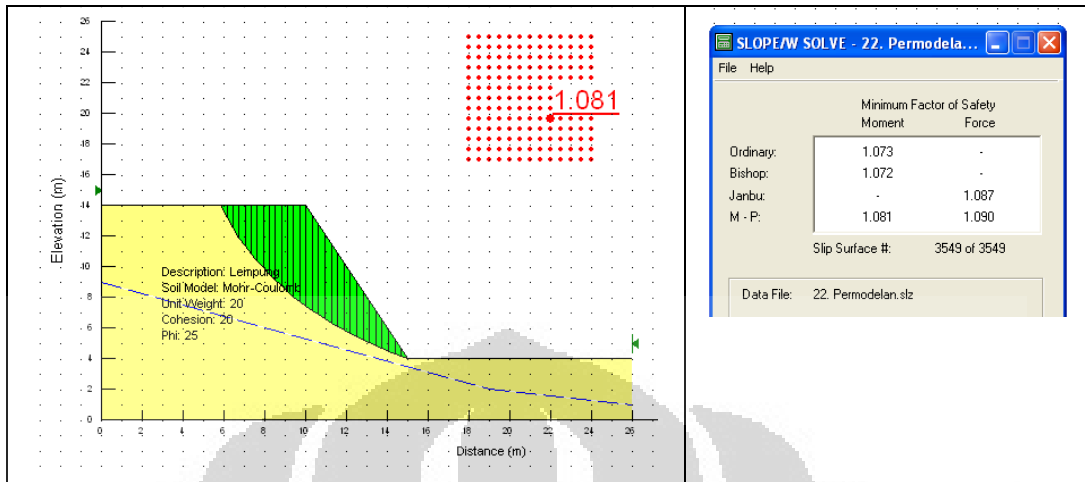 26
24
22
20
18
16
14
12
10
8
6
4
2
0
Elevation (m)
1.081
Description: Lempung
Soil Model: Mohr-Coulomb
Unit Weight: 20
Cohesion: 20
Phi: 25
0 2 4 6 8 10 12 14 16 18 20 22 24 26
Distance (m)
SLOPE/W SOLVE - 22. Permodela...
File Help
Minimum Factor of Safety
Moment Force
Ordinary: 1.073 -
Bishop: 1.072 -
Janbu: - 1.087
M - P: 1.081 1.090
Slip Surface #: 3549 of 3549
Data File: 22. Permodelan.slz